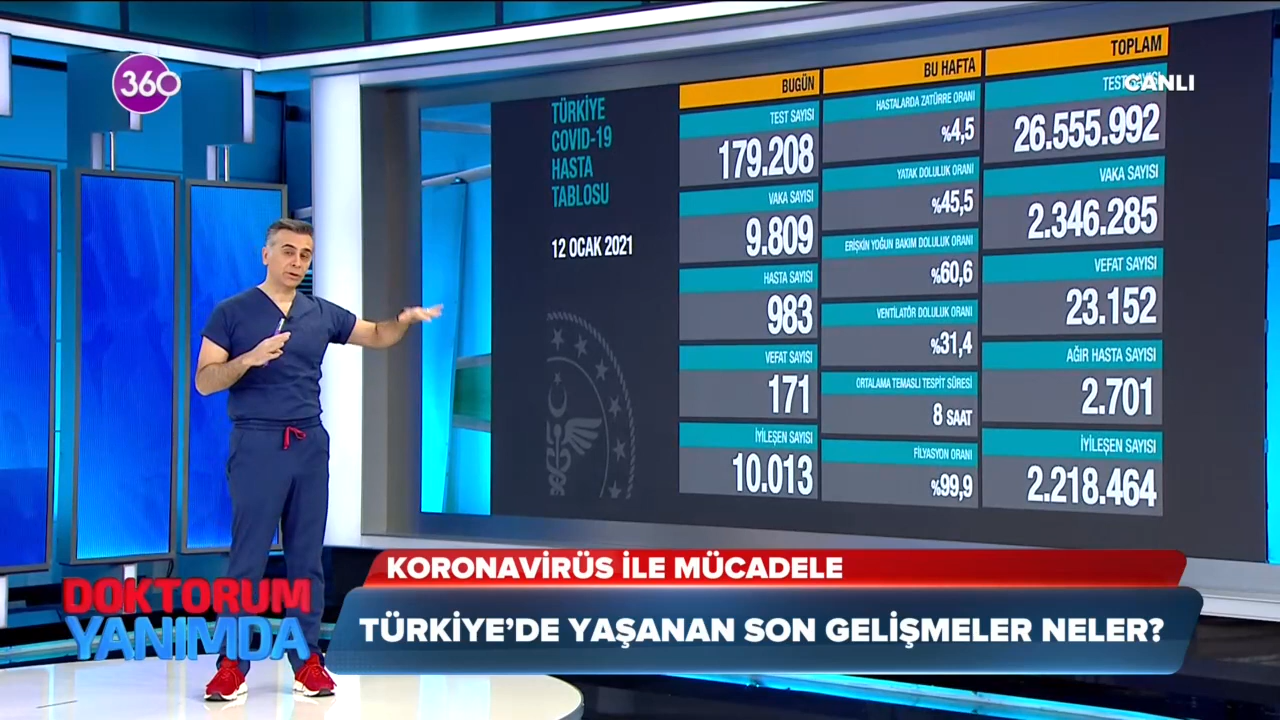 360
CANLI
TÜRKİYE
COVID-19
HASTA
TABLOSU
12 OCAK 2021
BUGÜN
TEST SAYISI
179.208
VAKA SAYISI
9.809
HASTA SAYISI
983
VEFAT SAYISI
171
İYİLEŞEN SAYISI
10.013
BU HAFTA
HASTALARDA ZATÜRRE ORANI
%4,5
YATAK DOLULUK ORANI
%45,5
ERİŞKİN YOĞUN BAKIM DOLULUK ORANI
%60,6
VENTİLATÖR DOLULUK ORANI
%31,4
ORTALAMA TEMASLI TESPİT SÜRESİ
8 SAAT
FİLYASYON ORANI
%99,9
TOPLAM
TEST SAYISI
26.555.992
VAKA SAYISI
2.346.285
VEFAT SAYISI
23.152
AĞIR HASTA SAYISI
2.701
İYİLEŞEN SAYISI
2.218.464
DOKTORUM
YANIMDA
KORONAVİRÜS İLE MÜCADELE
TÜRKİYE'DE YAŞANAN SON GELİŞMELER NELER?